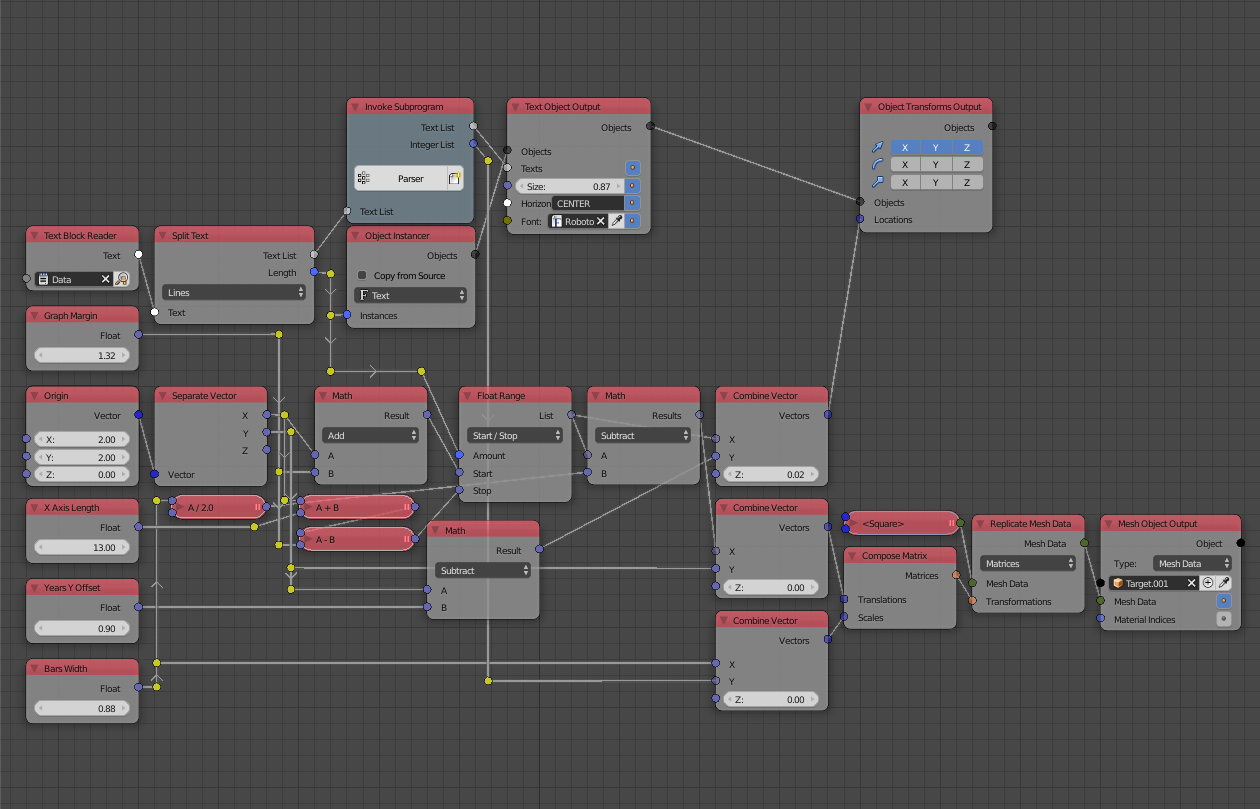 Invoke Subprogram
Text List
Integer List
Parser
Text List
Text Object Output
Objects
Objects
Texts
Size: 0.87
Horizon CENTER
Font: Roboto
Object Transforms Output
Objects
X Y Z
X Y Z
X Y Z
Objects
Locations
Text Block Reader
Text
Data
Split Text
Text List
Length
Lines
Text
Object Instancer
Objects
Copy from Source
F Text
Instances
Graph Margin
Float
1.32
Origin
Vector
X: 2.00
Y: 2.00
Z: 0.00
Separate Vector
X
Y
Z
Vector
Math
Result
Add
A
B
Float Range
List
Start / Stop
Amount
Start
Stop
Math
Results
Subtract
A
B
Combine Vector
Vectors
X
Y
Z: 0.02
X Axis Length
Float
13.00
A / 2.0
A + B
A - B
Math
Result
Subtract
A
B
Combine Vector
Vectors
X
Y
Z: 0.00
<Square>
Compose Matrix
Matrices
Translations
Scales
Replicate Mesh Data
Mesh Data
Matrices
Mesh Data
Transformations
Mesh Object Output
Object
Type: Mesh Data
Target.001
Mesh Data
Material Indices
Years Y Offset
Float
0.90
Combine Vector
Vectors
X
Y
Z: 0.00
Bars Width
Float
0.88